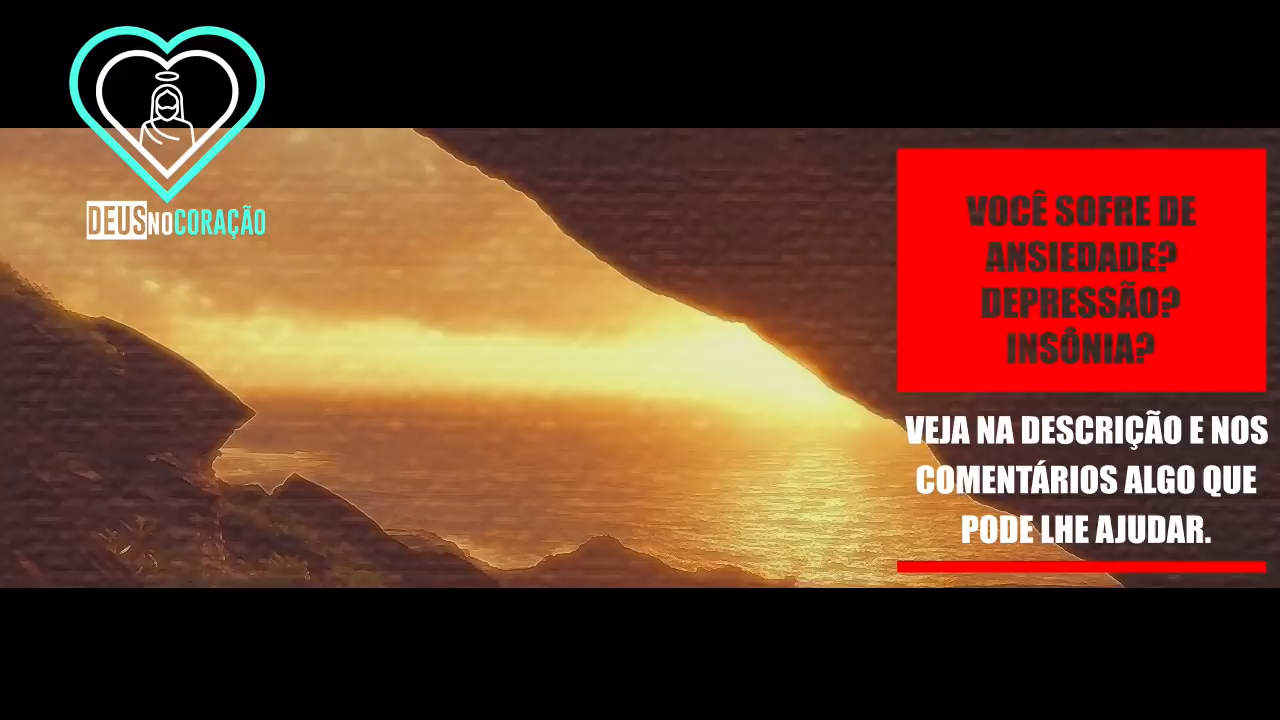 DEUSNOCORAÇÃO
VOCÊ SOFRE DE
ANSIEDADE?
DEPRESSÃO?
INSÔNIA?
VEJA NA DESCRIÇÃO E NOS
COMENTÁRIOS ALGO QUE
PODE LHE AJUDAR.